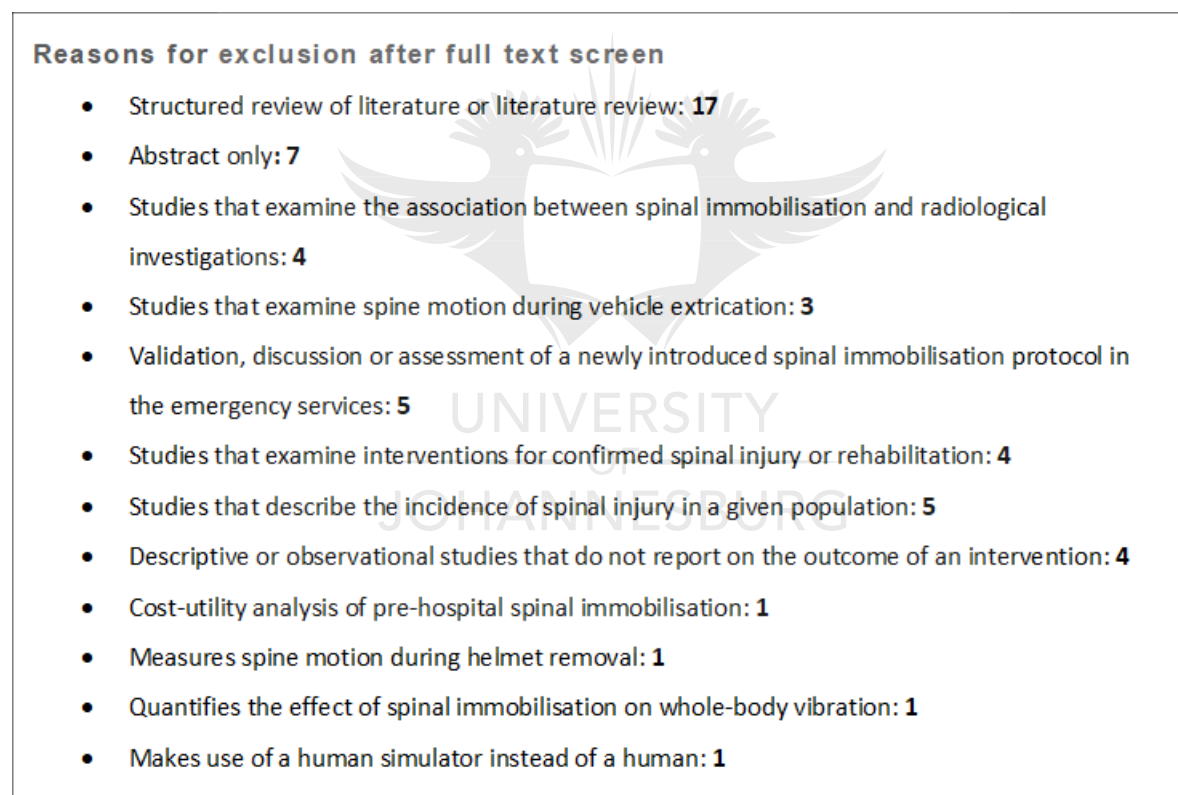 Reasons for exclusion after full text screen
• Structured review of literature or literature review: 17
• Abstract only: 7
• Studies that examine the association between spinal immobilisation and radiological
investigations: 4
• Studies that examine spine motion during vehicle extrication: 3
• Validation, discussion or assessment of a newly introduced spinal immobilisation protocol in
the emergency services: 5
UNIVERSITY
• Studies that examine interventions for confirmed spinal injury or rehabilitation: 4
OF
• Studies that describe the incidence of spinal injury in a given population: 5
JOHANNESBURG
• Descriptive or observational studies that do not report on the outcome of an intervention: 4
• Cost-utility analysis of pre-hospital spinal immobilisation: 1
• Measures spine motion during helmet removal: 1
• Quantifies the effect of spinal immobilisation on whole-body vibration: 1
• Makes use of a human simulator instead of a human: 1